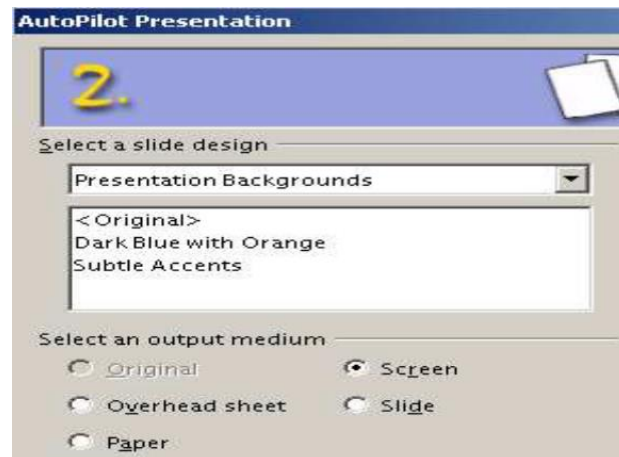 AutoPilot Presentation
2.
Select a slide design
Presentation Backgrounds
<Original>
Dark Blue with Orange
Subtle Accents
Select an output medium
Original Screen
Overhead sheet Slide
Paper